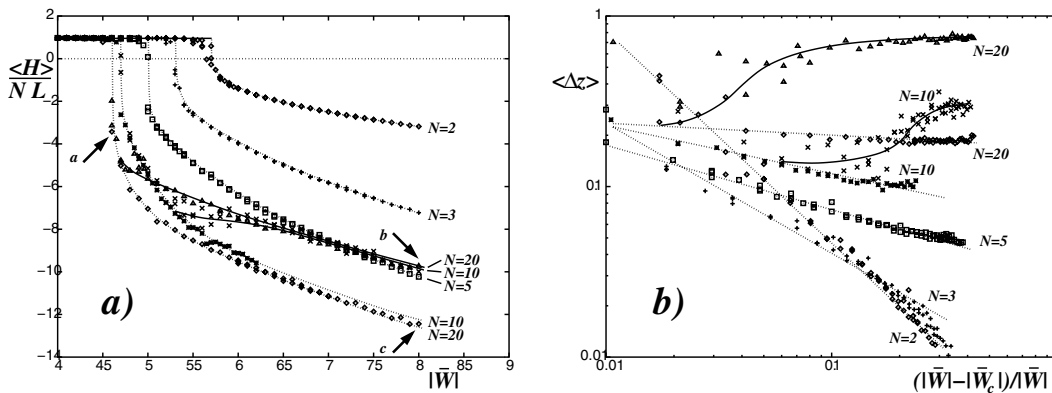 2
0
−2
−4
−6
−8
−10
−12
−14
<H>
N L
4
45
5
55
6
65
7
75
8
85
9
|W̄|
a
b
c
N=2
N=3
N=20
N=10
N=5
N=10
N=20
a)
1
0.1
0.01
<Δz>
0.01
01
1
(|W̄|−|W̄c|)/|W̄|
N=20
N=10
N=20
N=10
N=5
N=3
N=2
b)